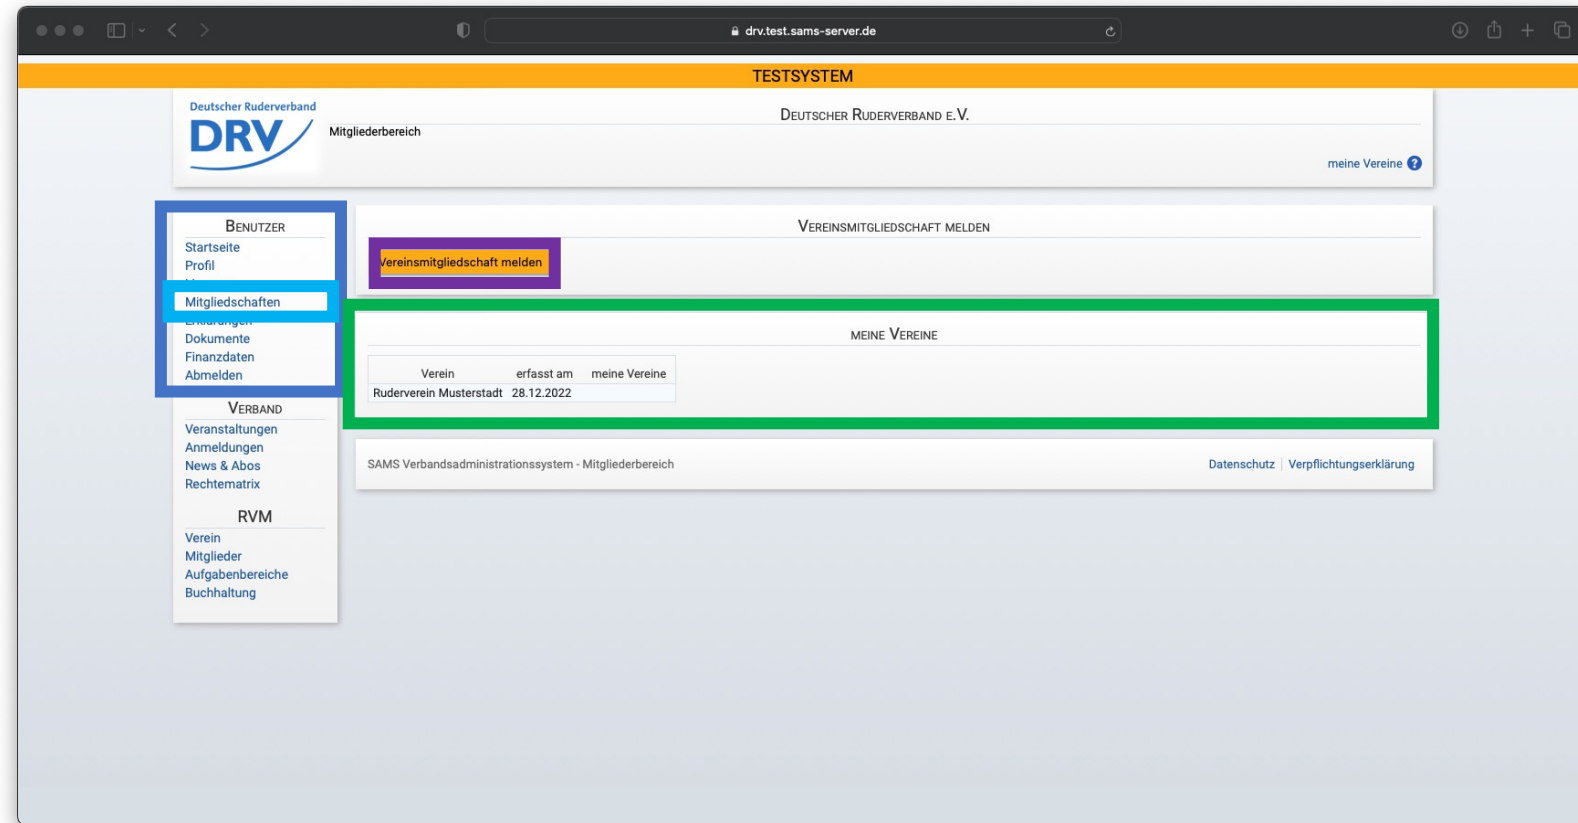 drv.test.sams-server.de
TESTSYSTEM
Deutscher Ruderverband
DRV
Deutscher Ruderverband e.V.
Mitgliederbereich
meine Vereine ?
Benutzer
Startseite
Profil
Mitgliedschaften
Erklärungen
Dokumente
Finanzdaten
Abmelden
Verband
Veranstaltungen
Anmeldungen
News & Abos
Rechtematrix
RVM
Verein
Mitglieder
Aufgabenbereiche
Buchhaltung
Vereinsmitgliedschaft melden
Vereinsmitgliedschaft melden
meine Vereine
Verein erfasst am meine Vereine
Ruderverein Musterstadt 28.12.2022
SAMS Verbandsadministrationssystem - Mitgliederbereich
Datenschutz Verpflichtungserklärung